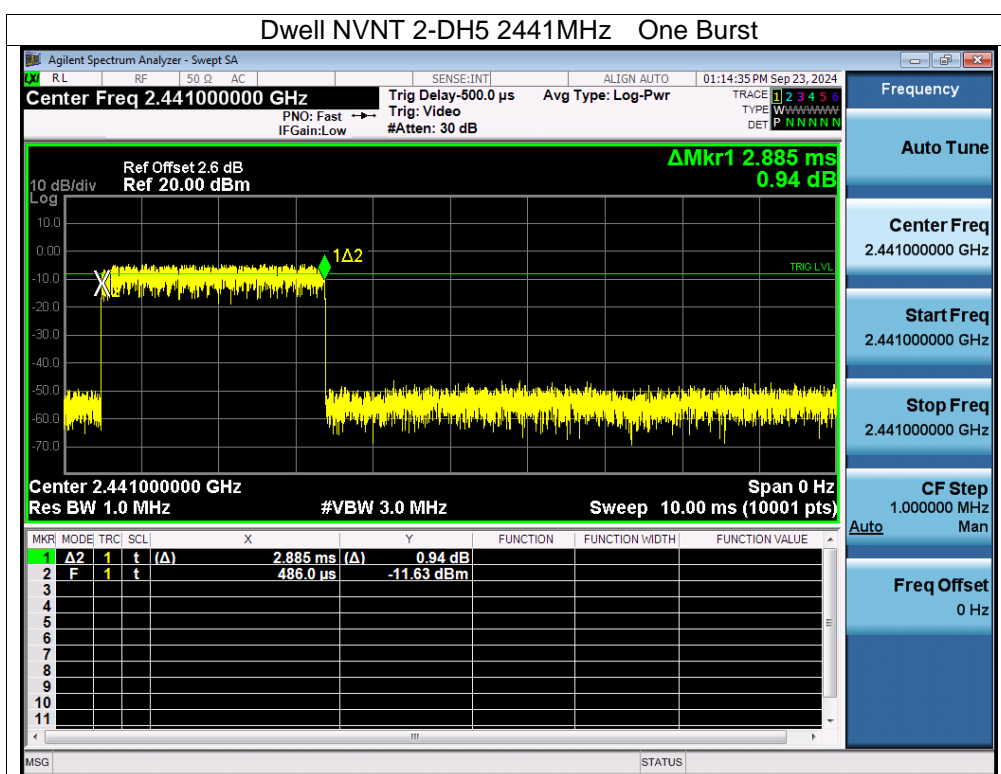 Dwell NVNT 2-DH5 2441MHz One Burst
Agilent Spectrum Analyzer - Swept SA
LXI RL RF 50 Ω AC SENSE:INT ALIGN AUTO 01:14:35 PM Sep 23, 2024
Center Freq 2.441000000 GHz
PNO: Fast
IFGain:Low
Trig Delay-500.0 µs
Trig: Video
#Atten: 30 dB
Avg Type: Log-Pwr
TRACE 1 2 3 4 5 6
TYPE WWWWWW
DET P N N N N N
Frequency
Auto Tune
Center Freq
2.441000000 GHz
Start Freq
2.441000000 GHz
Stop Freq
2.441000000 GHz
CF Step
1.000000 MHz
Auto Man
Freq Offset
0 Hz
ΔMkr1 2.885 ms
0.94 dB
Ref Offset 2.6 dB
10 dB/div Ref 20.00 dBm
Log
10.0
0.00
-10.0
-20.0
-30.0
-40.0
-50.0
-60.0
-70.0
1Δ2
TRIG LVL
Center 2.441000000 GHz Span 0 Hz
Res BW 1.0 MHz #VBW 3.0 MHz Sweep 10.00 ms (10001 pts)
MKR MODE TRC SCL X Y FUNCTION FUNCTION WIDTH FUNCTION VALUE
1 Δ2 1 t (Δ) 2.885 ms (Δ) 0.94 dB
2 F 1 t 486.0 µs -11.63 dBm
3
4
5
6
7
8
9
10
11
MSG STATUS